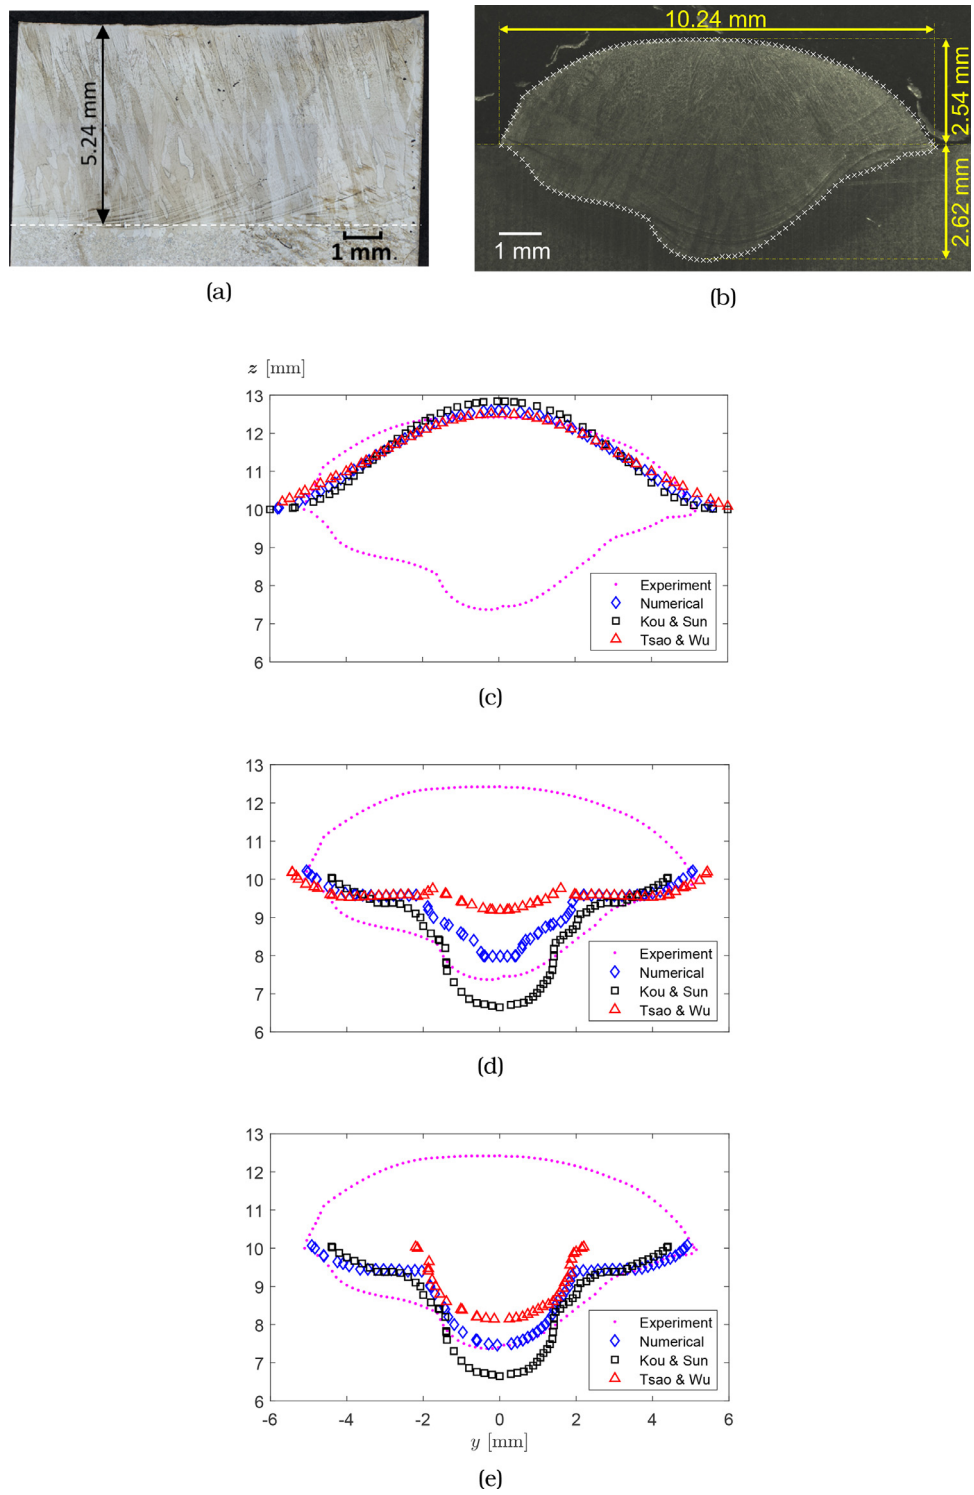 5.24 mm
1 mm
(a)
10.24 mm
2.54 mm
2.62 mm
1 mm
(b)
z [mm]
13
12
11
10
9
8
7
6
Experiment
Numerical
Kou & Sun
Tsao & Wu
(c)
13
12
11
10
9
8
7
6
Experiment
Numerical
Kou & Sun
Tsao & Wu
(d)
13
12
11
10
9
8
7
6
Experiment
Numerical
Kou & Sun
Tsao & Wu
-6 -4 -2 0 2 4 6
y [mm]
(e)